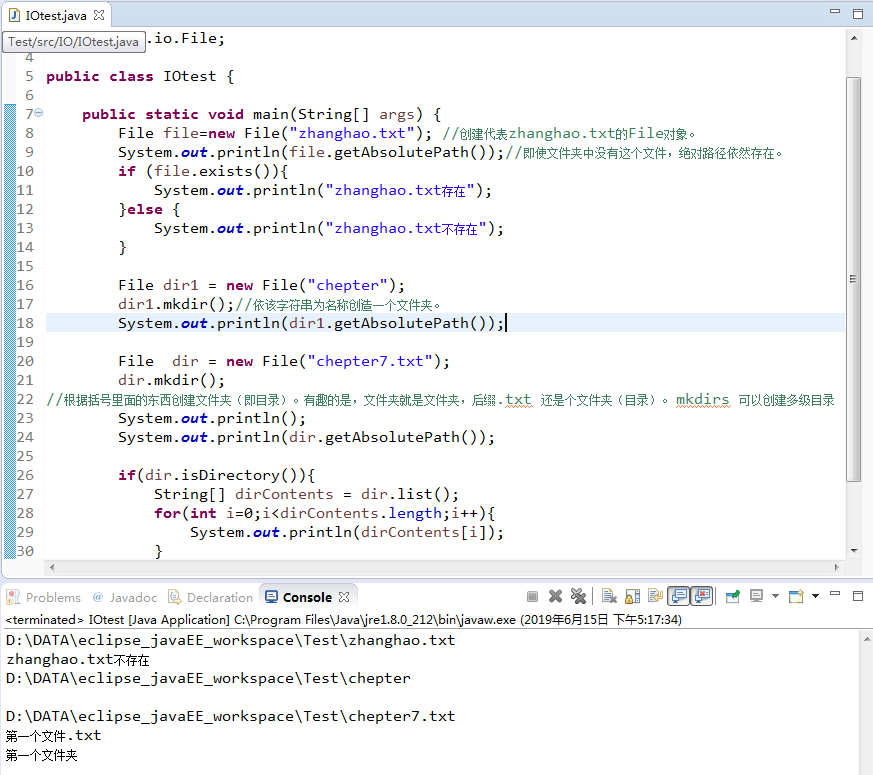 IOtest.java
Test/src/IO/IOtest.java
.io.File;
4
5 public class IOtest {
6
7 public static void main(String[] args) {
8 File file=new File("zhanghao.txt"); //创建代表zhanghao.txt的File对象。
9 System.out.println(file.getAbsolutePath());//即使文件夹中没有这个文件，绝对路径依然存在。
10 if (file.exists()){
11 System.out.println("zhanghao.txt存在");
12 }else {
13 System.out.println("zhanghao.txt不存在");
14 }
15
16 File dir1 = new File("chepter");
17 dir1.mkdir();//依该字符串为名称创造一个文件夹。
18 System.out.println(dir1.getAbsolutePath());
19
20 File  dir = new File("chepter7.txt");
21 dir.mkdir();
22 //根据括号里面的东西创建文件夹（即目录）。有趣的是，文件夹就是文件夹，后缀.txt 还是个文件夹（目录）。 mkdirs 可以创建多级目录
23 System.out.println();
24 System.out.println(dir.getAbsolutePath());
25
26 if(dir.isDirectory()){
27 String[] dirContents = dir.list();
28 for(int i=0;i<dirContents.length;i++){
29 System.out.println(dirContents[i]);
30 }
Problems @ Javadoc Declaration Console
<terminated> IOtest [Java Application] C:\Program Files\Java\jre1.8.0_212\bin\javaw.exe (2019年6月15日 下午5:17:34)
D:\DATA\eclipse_javaEE_workspace\Test\zhanghao.txt
zhanghao.txt不存在
D:\DATA\eclipse_javaEE_workspace\Test\chepter
D:\DATA\eclipse_javaEE_workspace\Test\chepter7.txt
第一个文件.txt
第一个文件夹